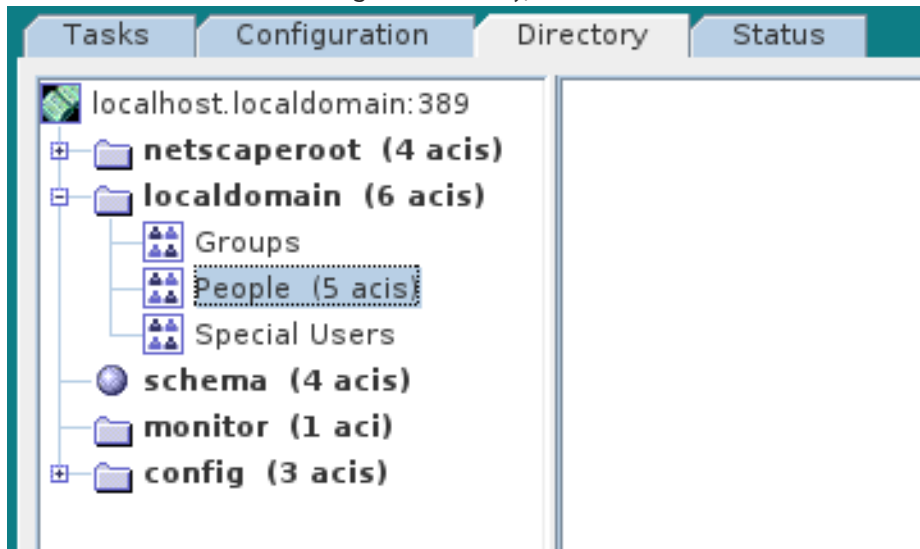 Tasks Configuration Directory Status
localhost.localdomain:389
netscaperoot (4 acis)
localdomain (6 acis)
Groups
People (5 acis)
Special Users
schema (4 acis)
monitor (1 aci)
config (3 acis)